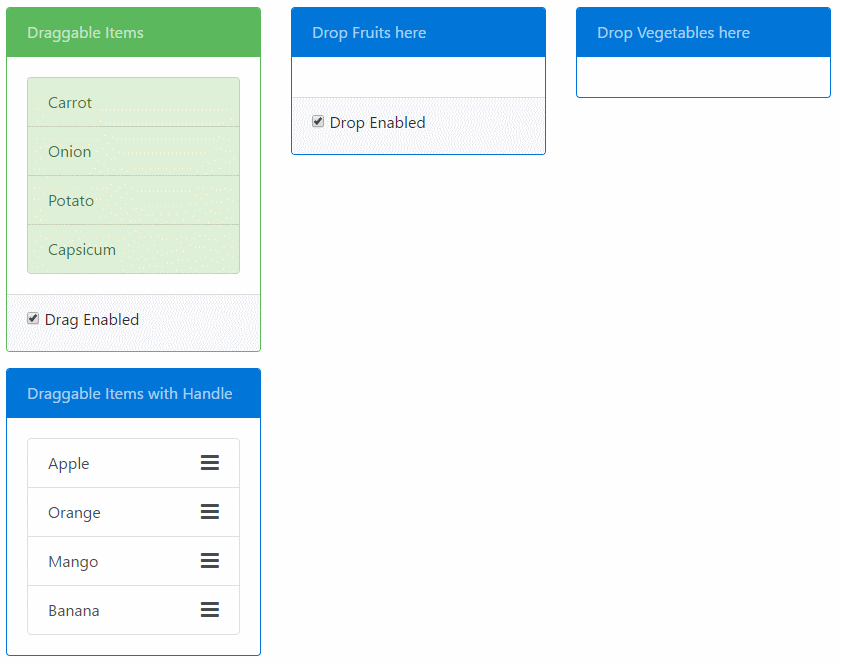 Draggable Items
Carrot
Onion
Potato
Capsicum
Drag Enabled
Draggable Items with Handle
Apple
Orange
Mango
Banana
Drop Fruits here
Drop Enabled
Drop Vegetables here